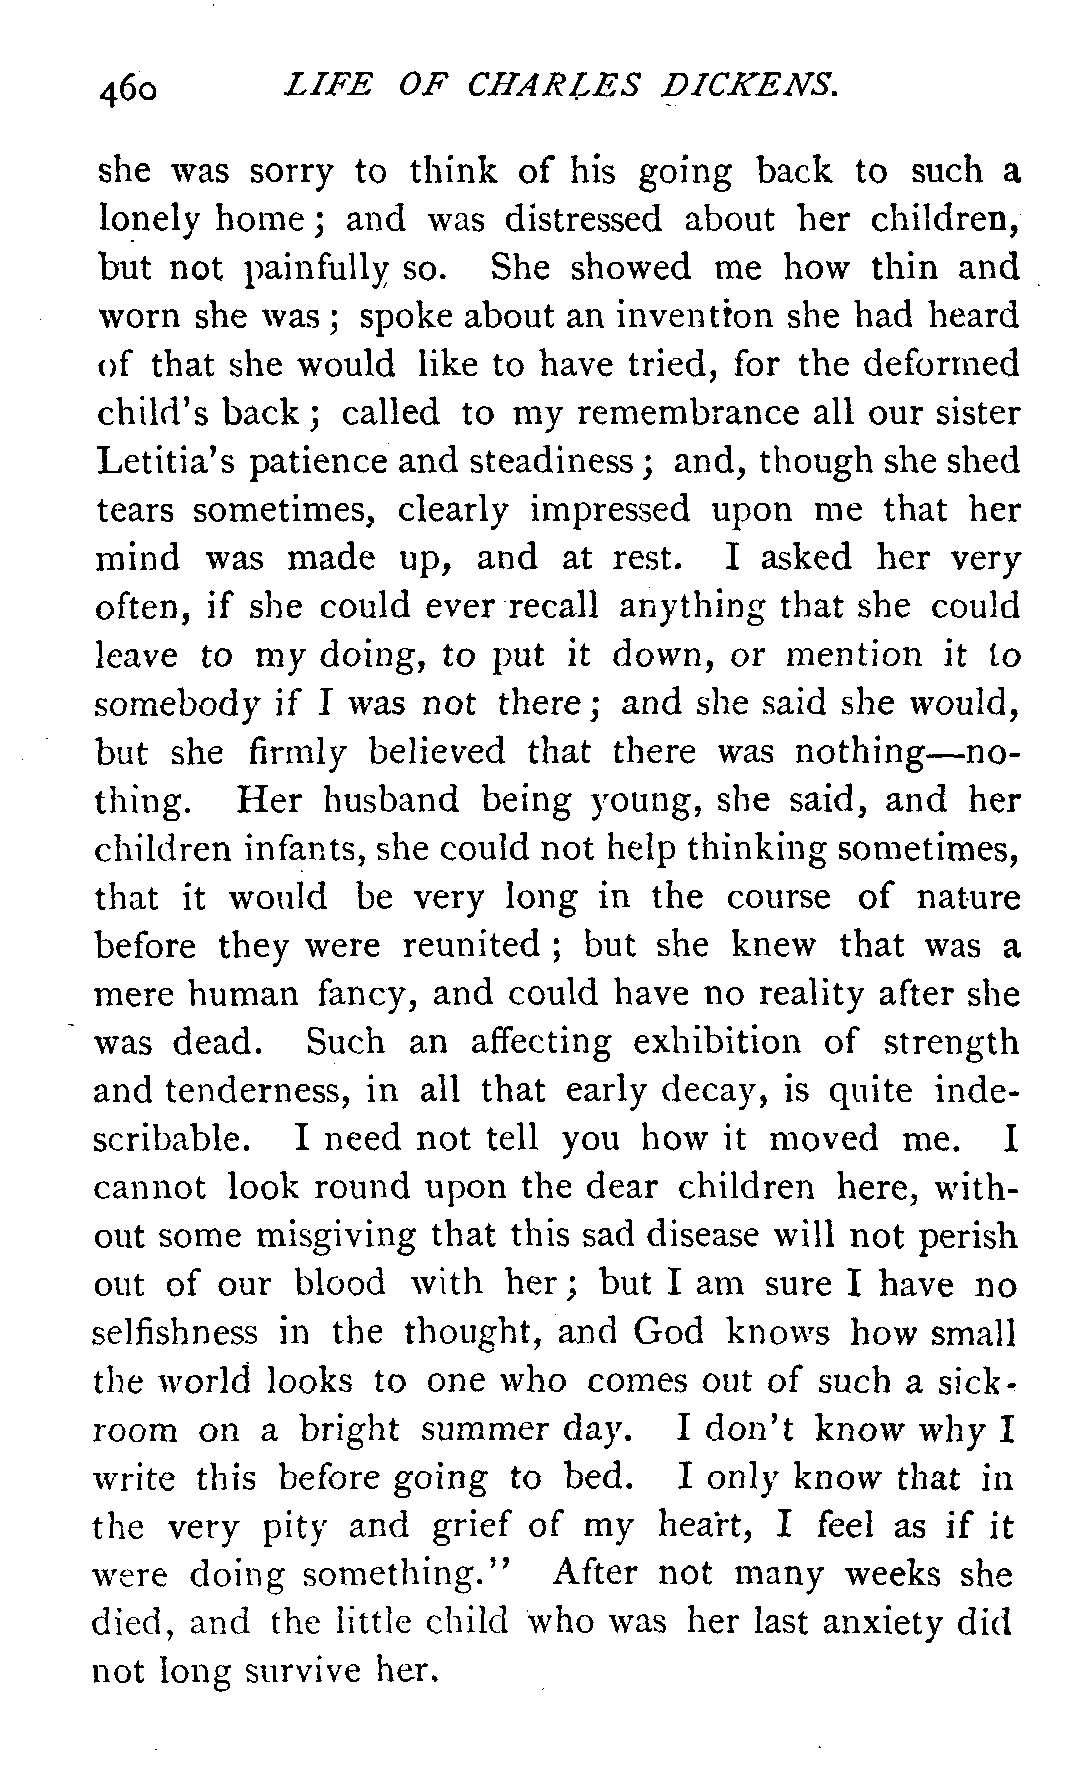 460 LIFE OF CHARLES DICKENS.
she was sorry to think of his going back to such a
lonely home ; and was distressed about her children,
but not painfully so. She showed me how thin and
worn she was ; spoke about an invention she had heard
of that she would like to have tried, for the deformed
child's back ; called to my remembrance all our sister
Letitia's patience and steadiness ; and, though she shed
tears sometimes, clearly impressed upon me that her
mind was made up, and at rest. I asked her very
often, if she could ever recall anything that she could
leave to my doing, to put it down, or mention it to
somebody if I was not there ; and she said she would,
but she firmly believed that there was nothing—no-
thing. Her husband being young, she said, and her
children infants, she could not help thinking sometimes,
that it would be very long in the course of nature
before they were reunited ; but she knew that was a
mere human fancy, and could have no reality after she
was dead. Such an affecting exhibition of strength
and tenderness, in all that early decay, is quite inde-
scribable. I need not tell you how it moved me. I
cannot look round upon the dear children here, with-
out some misgiving that this sad disease will not perish
out of our blood with her ; but I am sure I have no
selfishness in the thought, and God knows how small
the world looks to one who comes out of such a sick-
room on a bright summer day. I don't know why I
write this before going to bed. I only know that in
the very pity and grief of my heart, I feel as if it
were doing something." After not many weeks she
died, and the little child who was her last anxiety did
not long survive her.